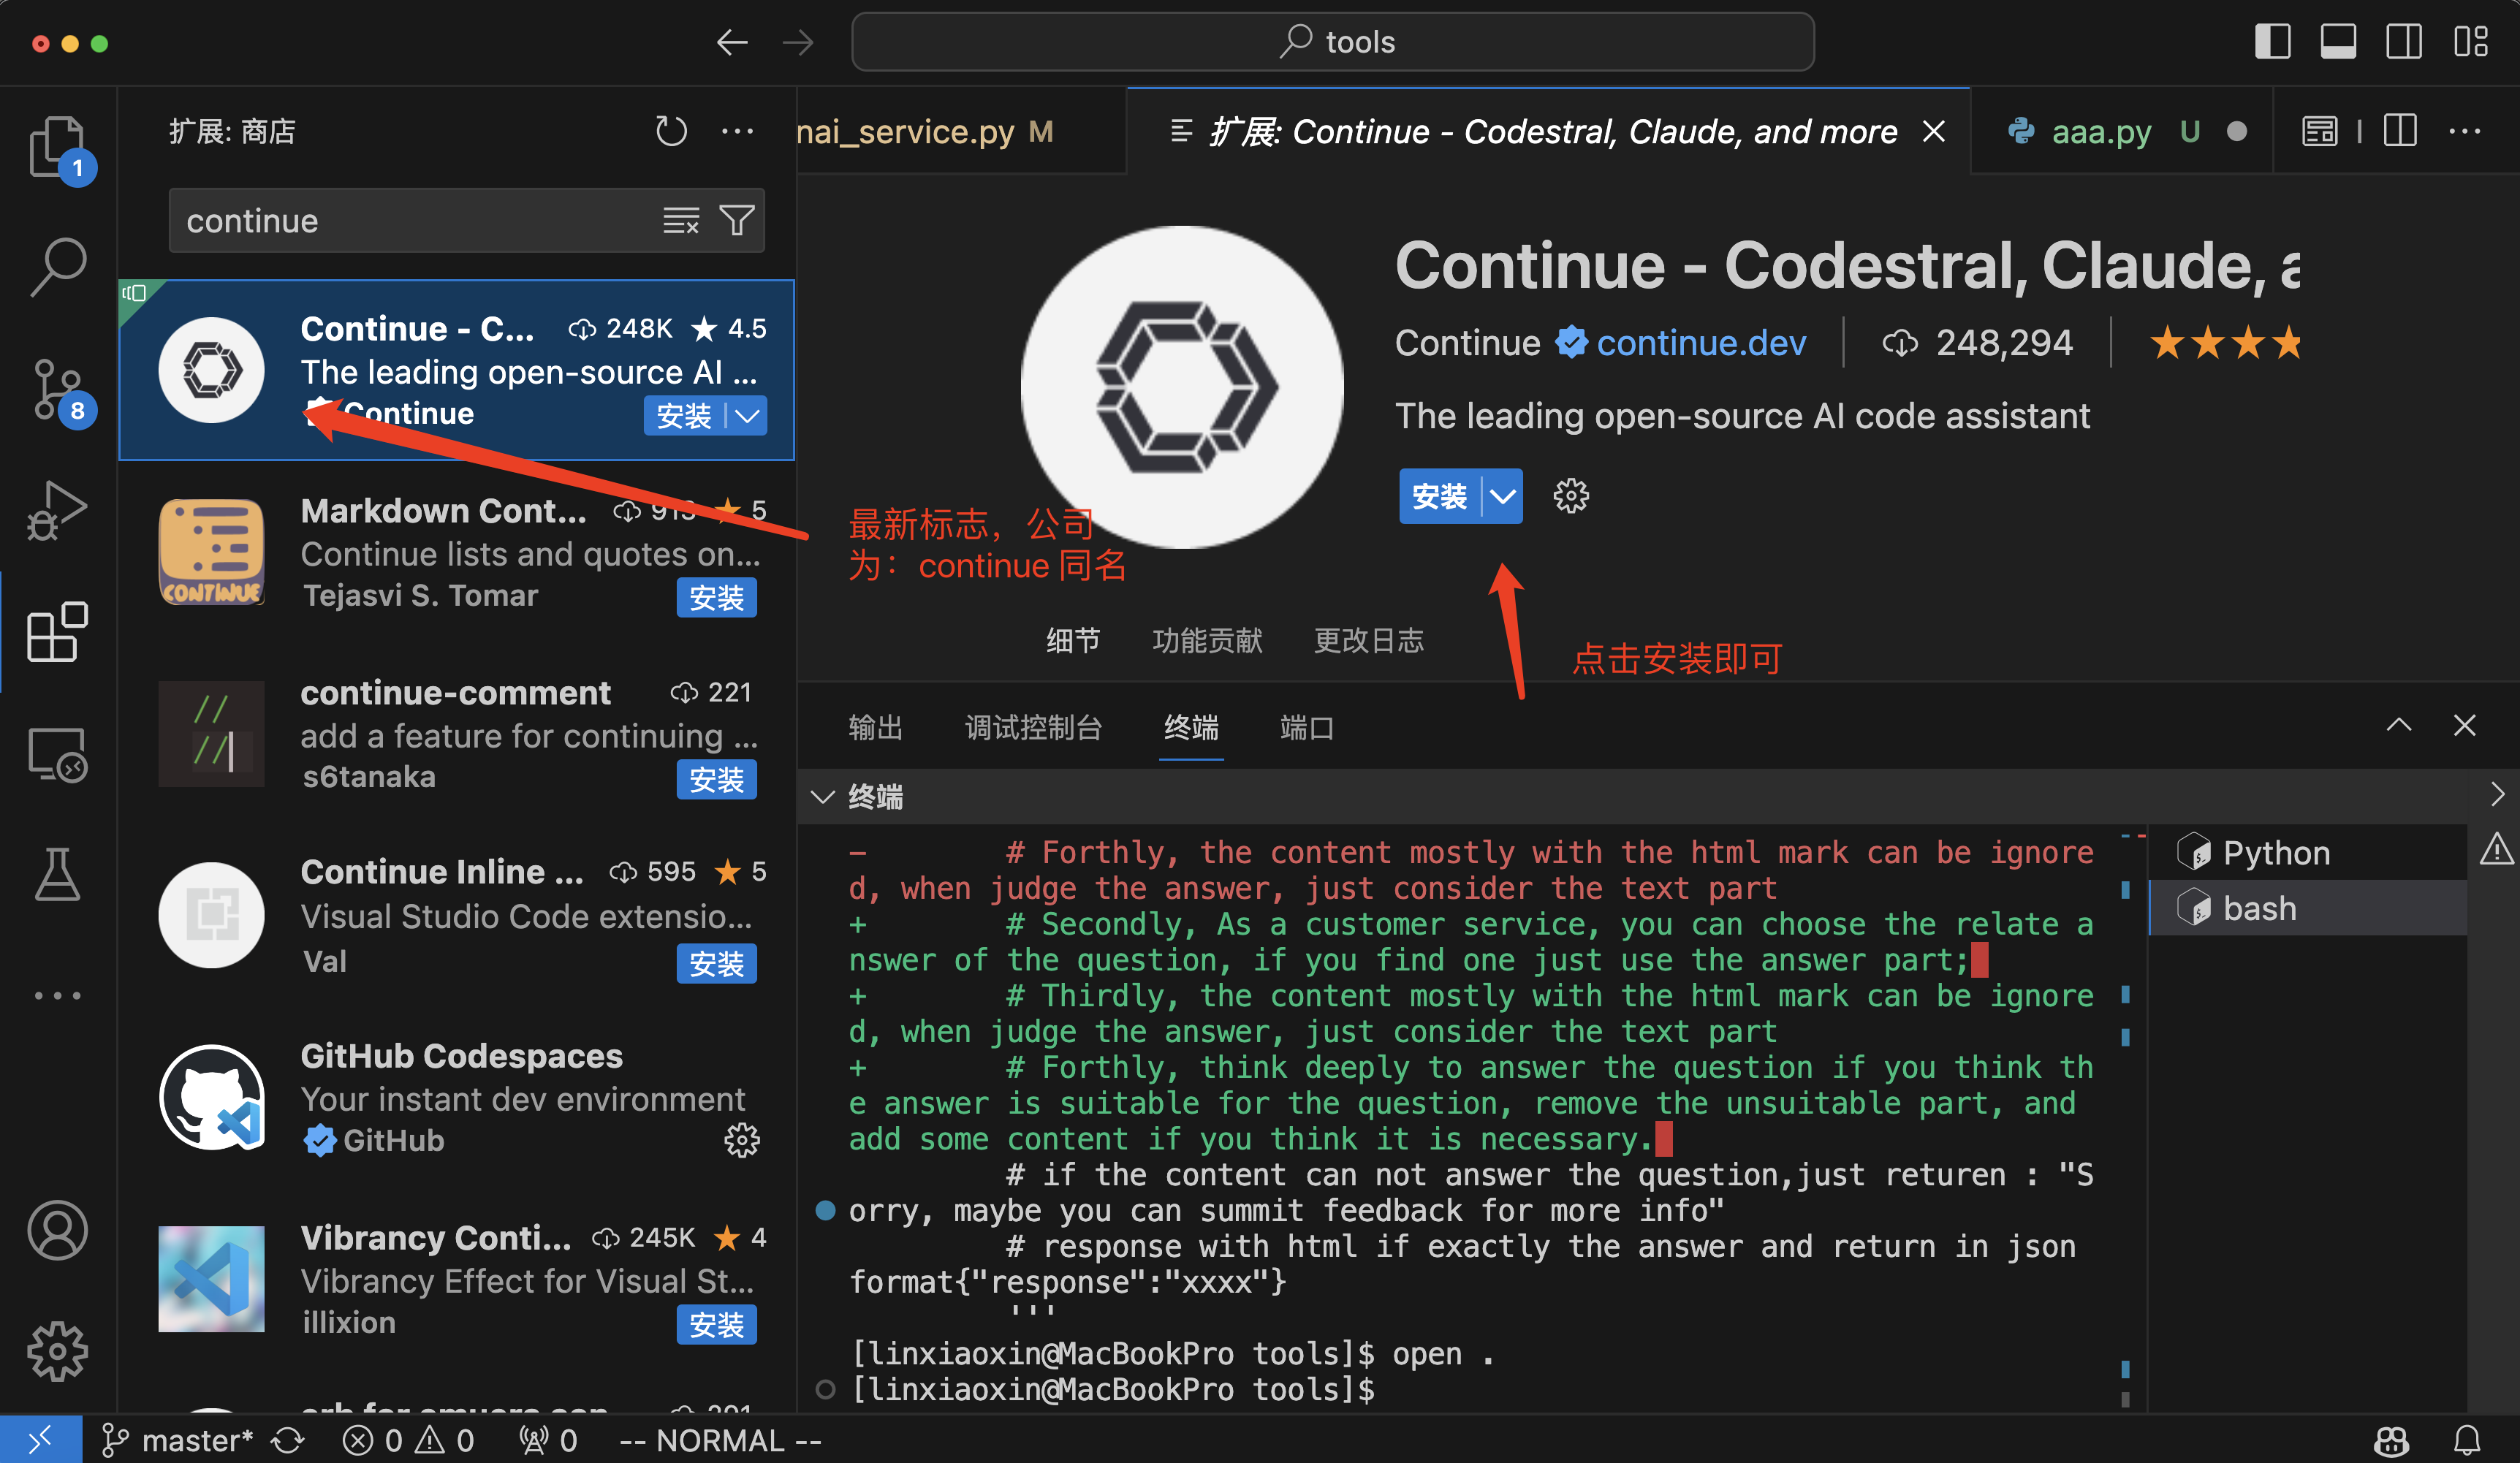 tools
扩展: 商店
nai_service.py M
扩展: Continue - Codestral, Claude, and more
aaa.py U
1
continue
8
Continue - C... 248K 4.5
The leading open-source AI ...
Continue
安装
Markdown Cont... 913 5
Continue lists and quotes on...
Tejasvi S. Tomar
安装
CONTINUE
continue-comment 221
add a feature for continuing ...
s6tanaka
安装
// 
//
Continue Inline ... 595 5
Visual Studio Code extensio...
Val
安装
GitHub Codespaces
Your instant dev environment
GitHub
Vibrancy Conti... 245K 4
Vibrancy Effect for Visual St...
illixion
安装
Continue - Codestral, Claude, a
Continue continue.dev 248,294
The leading open-source AI code assistant
安装
最新标志，公司
为：continue 同名
点击安装即可
细节 功能贡献 更改日志
输出 调试控制台 终端 端口
终端
-        # Forthly, the content mostly with the html mark can be ignore
d, when judge the answer, just consider the text part
+        # Secondly, As a customer service, you can choose the relate a
nswer of the question, if you find one just use the answer part;
+        # Thirdly, the content mostly with the html mark can be ignore
d, when judge the answer, just consider the text part
+        # Forthly, think deeply to answer the question if you think th
e answer is suitable for the question, remove the unsuitable part, and
add some content if you think it is necessary.
# if the content can not answer the question,just returen : "S
orry, maybe you can summit feedback for more info"
# response with html if exactly the answer and return in json
format{"response":"xxxx"}
'''
[linxiaoxin@MacBookPro tools]$ open .
[linxiaoxin@MacBookPro tools]$
Python
bash
master* 0 0 0 -- NORMAL --